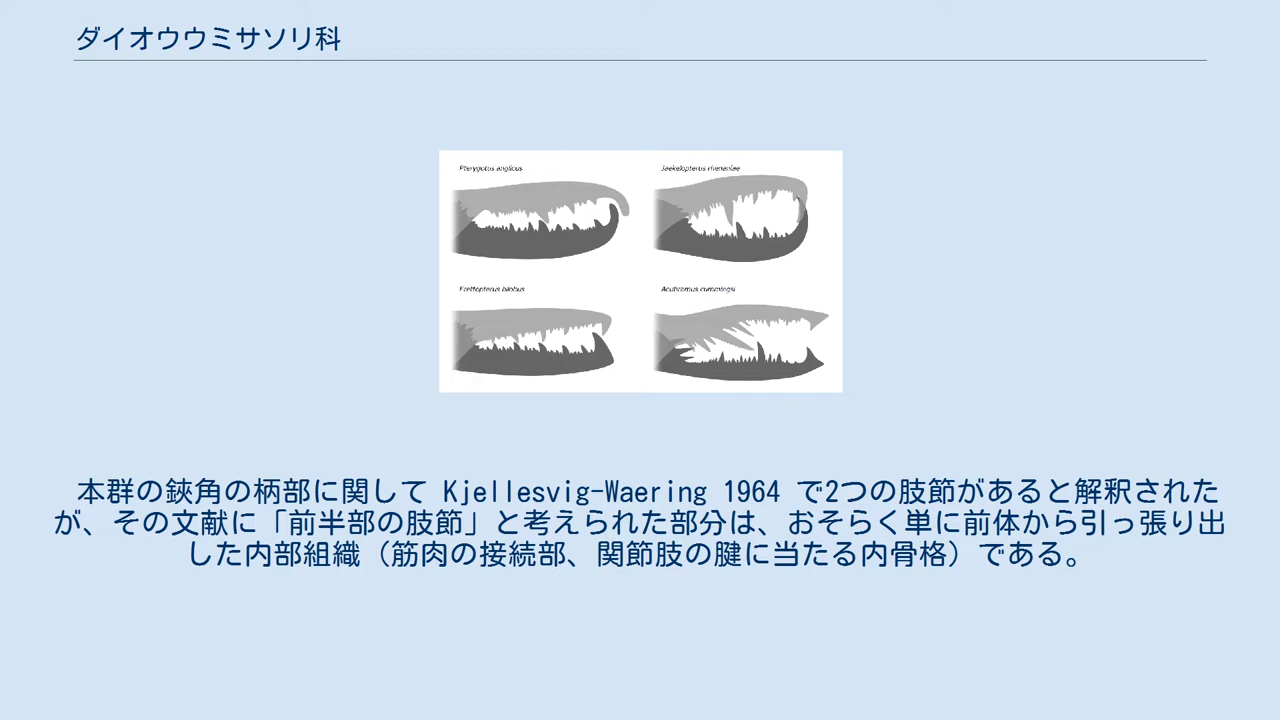 ダイオウウミサソリ科
Pterygotus anglicus
Jaekelopterus rhenaniae
Erettopterus bilobus
Acutiramus cummingsi
本群の鋏角の柄部に関して Kjellesvig-Waering 1964 で2つの肢節があると解釈された
が、その文献に「前半部の肢節」と考えられた部分は、おそらく単に前体から引っ張り出
した内部組織（筋肉の接続部、関節肢の腱に当たる内骨格）である。